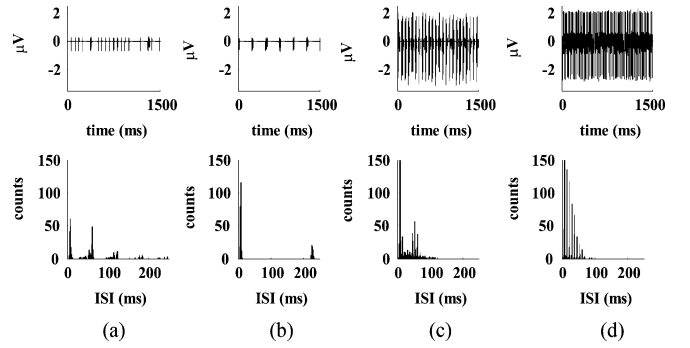 2 2 2 2
μV 0 μV 0 μV 0 μV 0
-2 -2 -2 -2
0 1500 0 1500 0 1500 0 1500
time (ms) time (ms) time (ms) time (ms)
150 150 150 150
100 100 100 100
counts counts counts counts
50 50 50 50
0 0 0 0
0 100 200 0 100 200 0 100 200 0 100 200
ISI (ms) ISI (ms) ISI (ms) ISI (ms)
(a) (b) (c) (d)